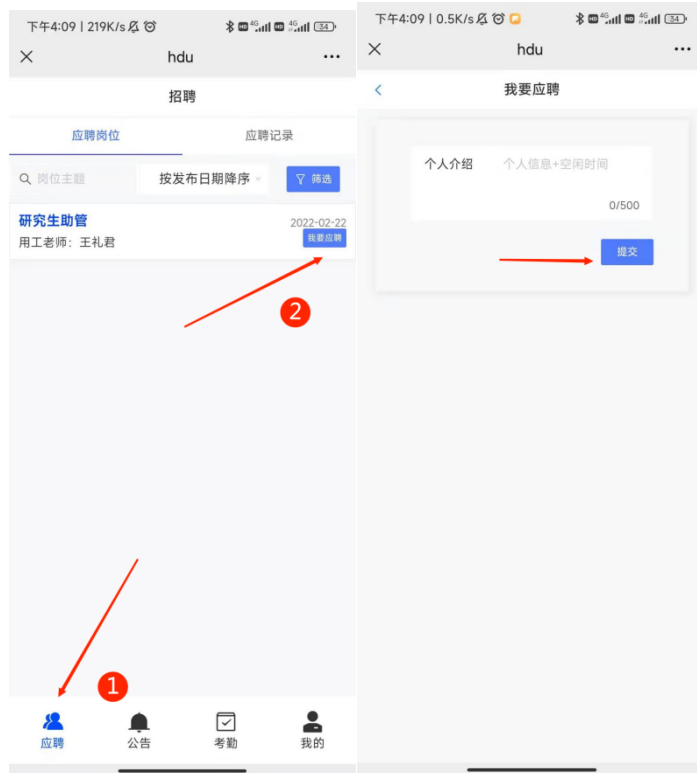 下午4:09 | 219K/s
4G
4G
34
hdu
招聘
应聘岗位
应聘记录
岗位主题
按发布日期降序
筛选
研究生助管
2022-02-22
用工老师：王礼君
我要应聘
2
1
应聘
公告
考勤
我的
下午4:09 | 0.5K/s
4G
4G
34
hdu
我要应聘
个人介绍 个人信息+空闲时间
0/500
提交